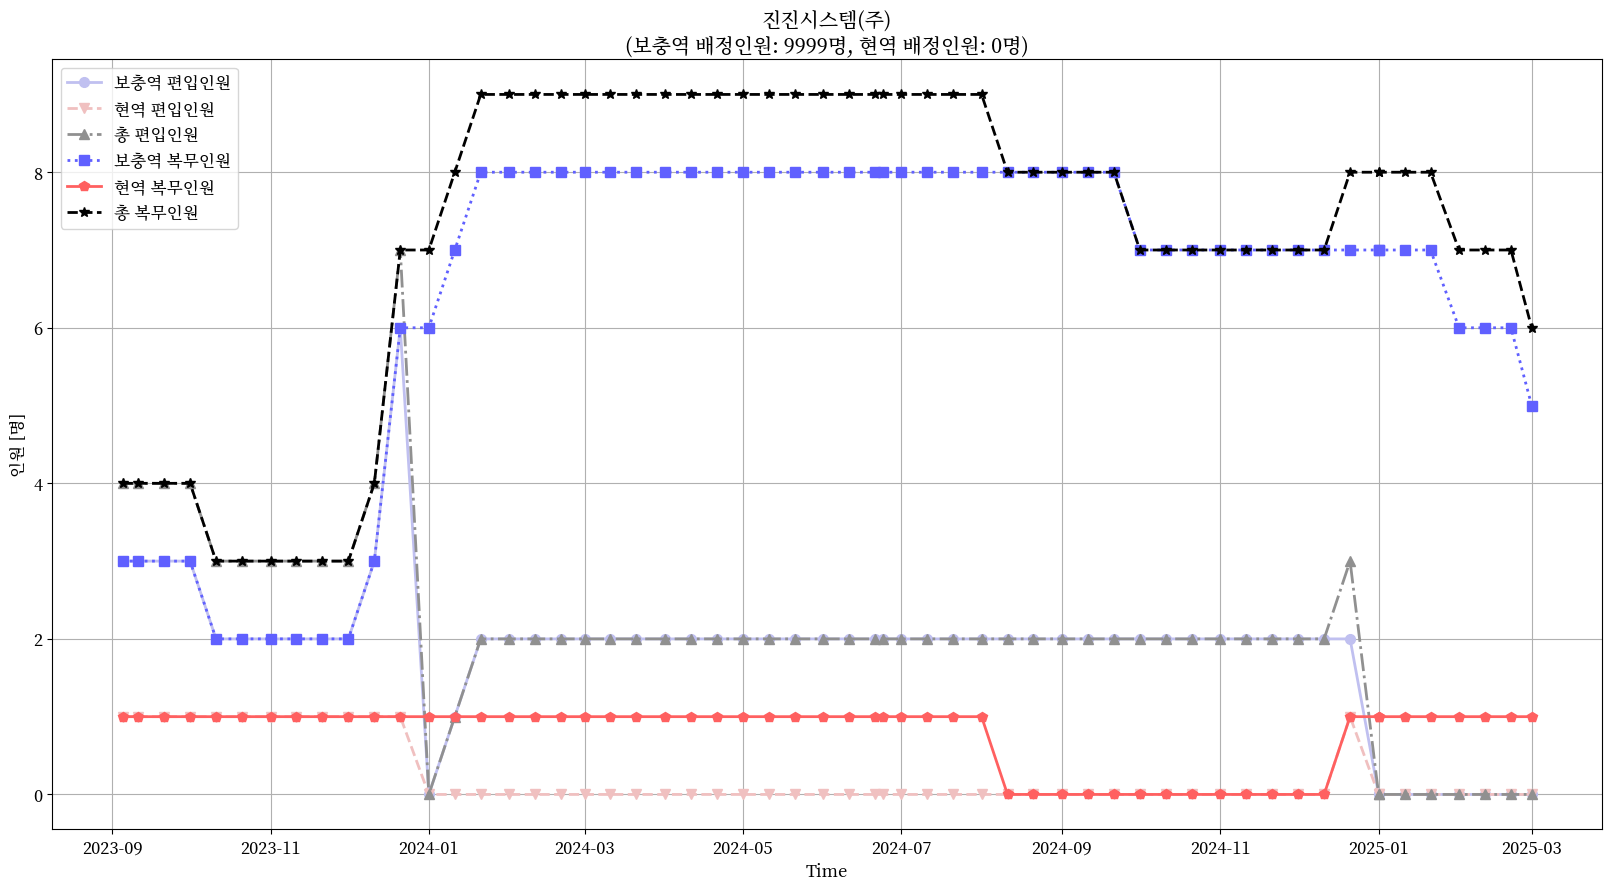 진진시스템(주)
(보충역 배정인원: 9999명, 현역 배정인원: 0명)
보충역 편입인원
현역 편입인원
총 편입인원
보충역 복무인원
현역 복무인원
총 복무인원
인원 [명]
8
6
4
2
0
2023-09 2023-11 2024-01 2024-03 2024-05 2024-07 2024-09 2024-11 2025-01 2025-03
Time